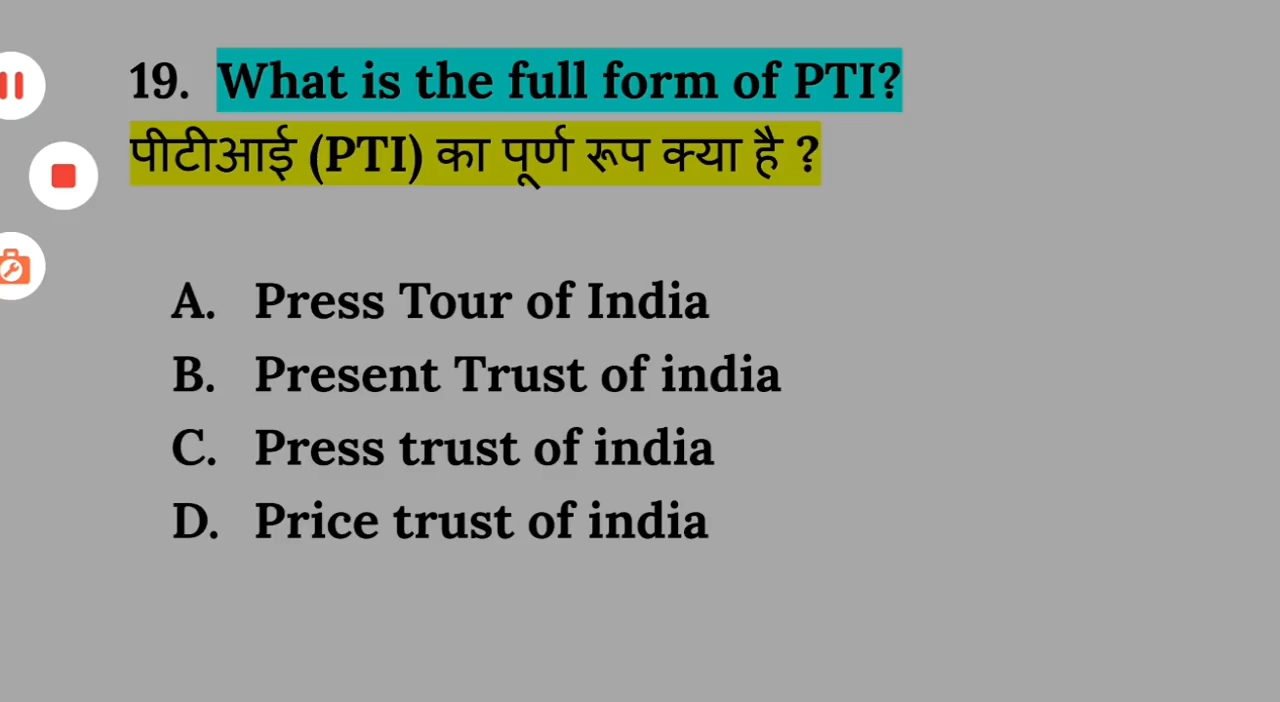 19. What is the full form of PTI?
पीटीआई (PTI) का पूर्ण रूप क्या है ?
A. Press Tour of India
B. Present Trust of india
C. Press trust of india
D. Price trust of india